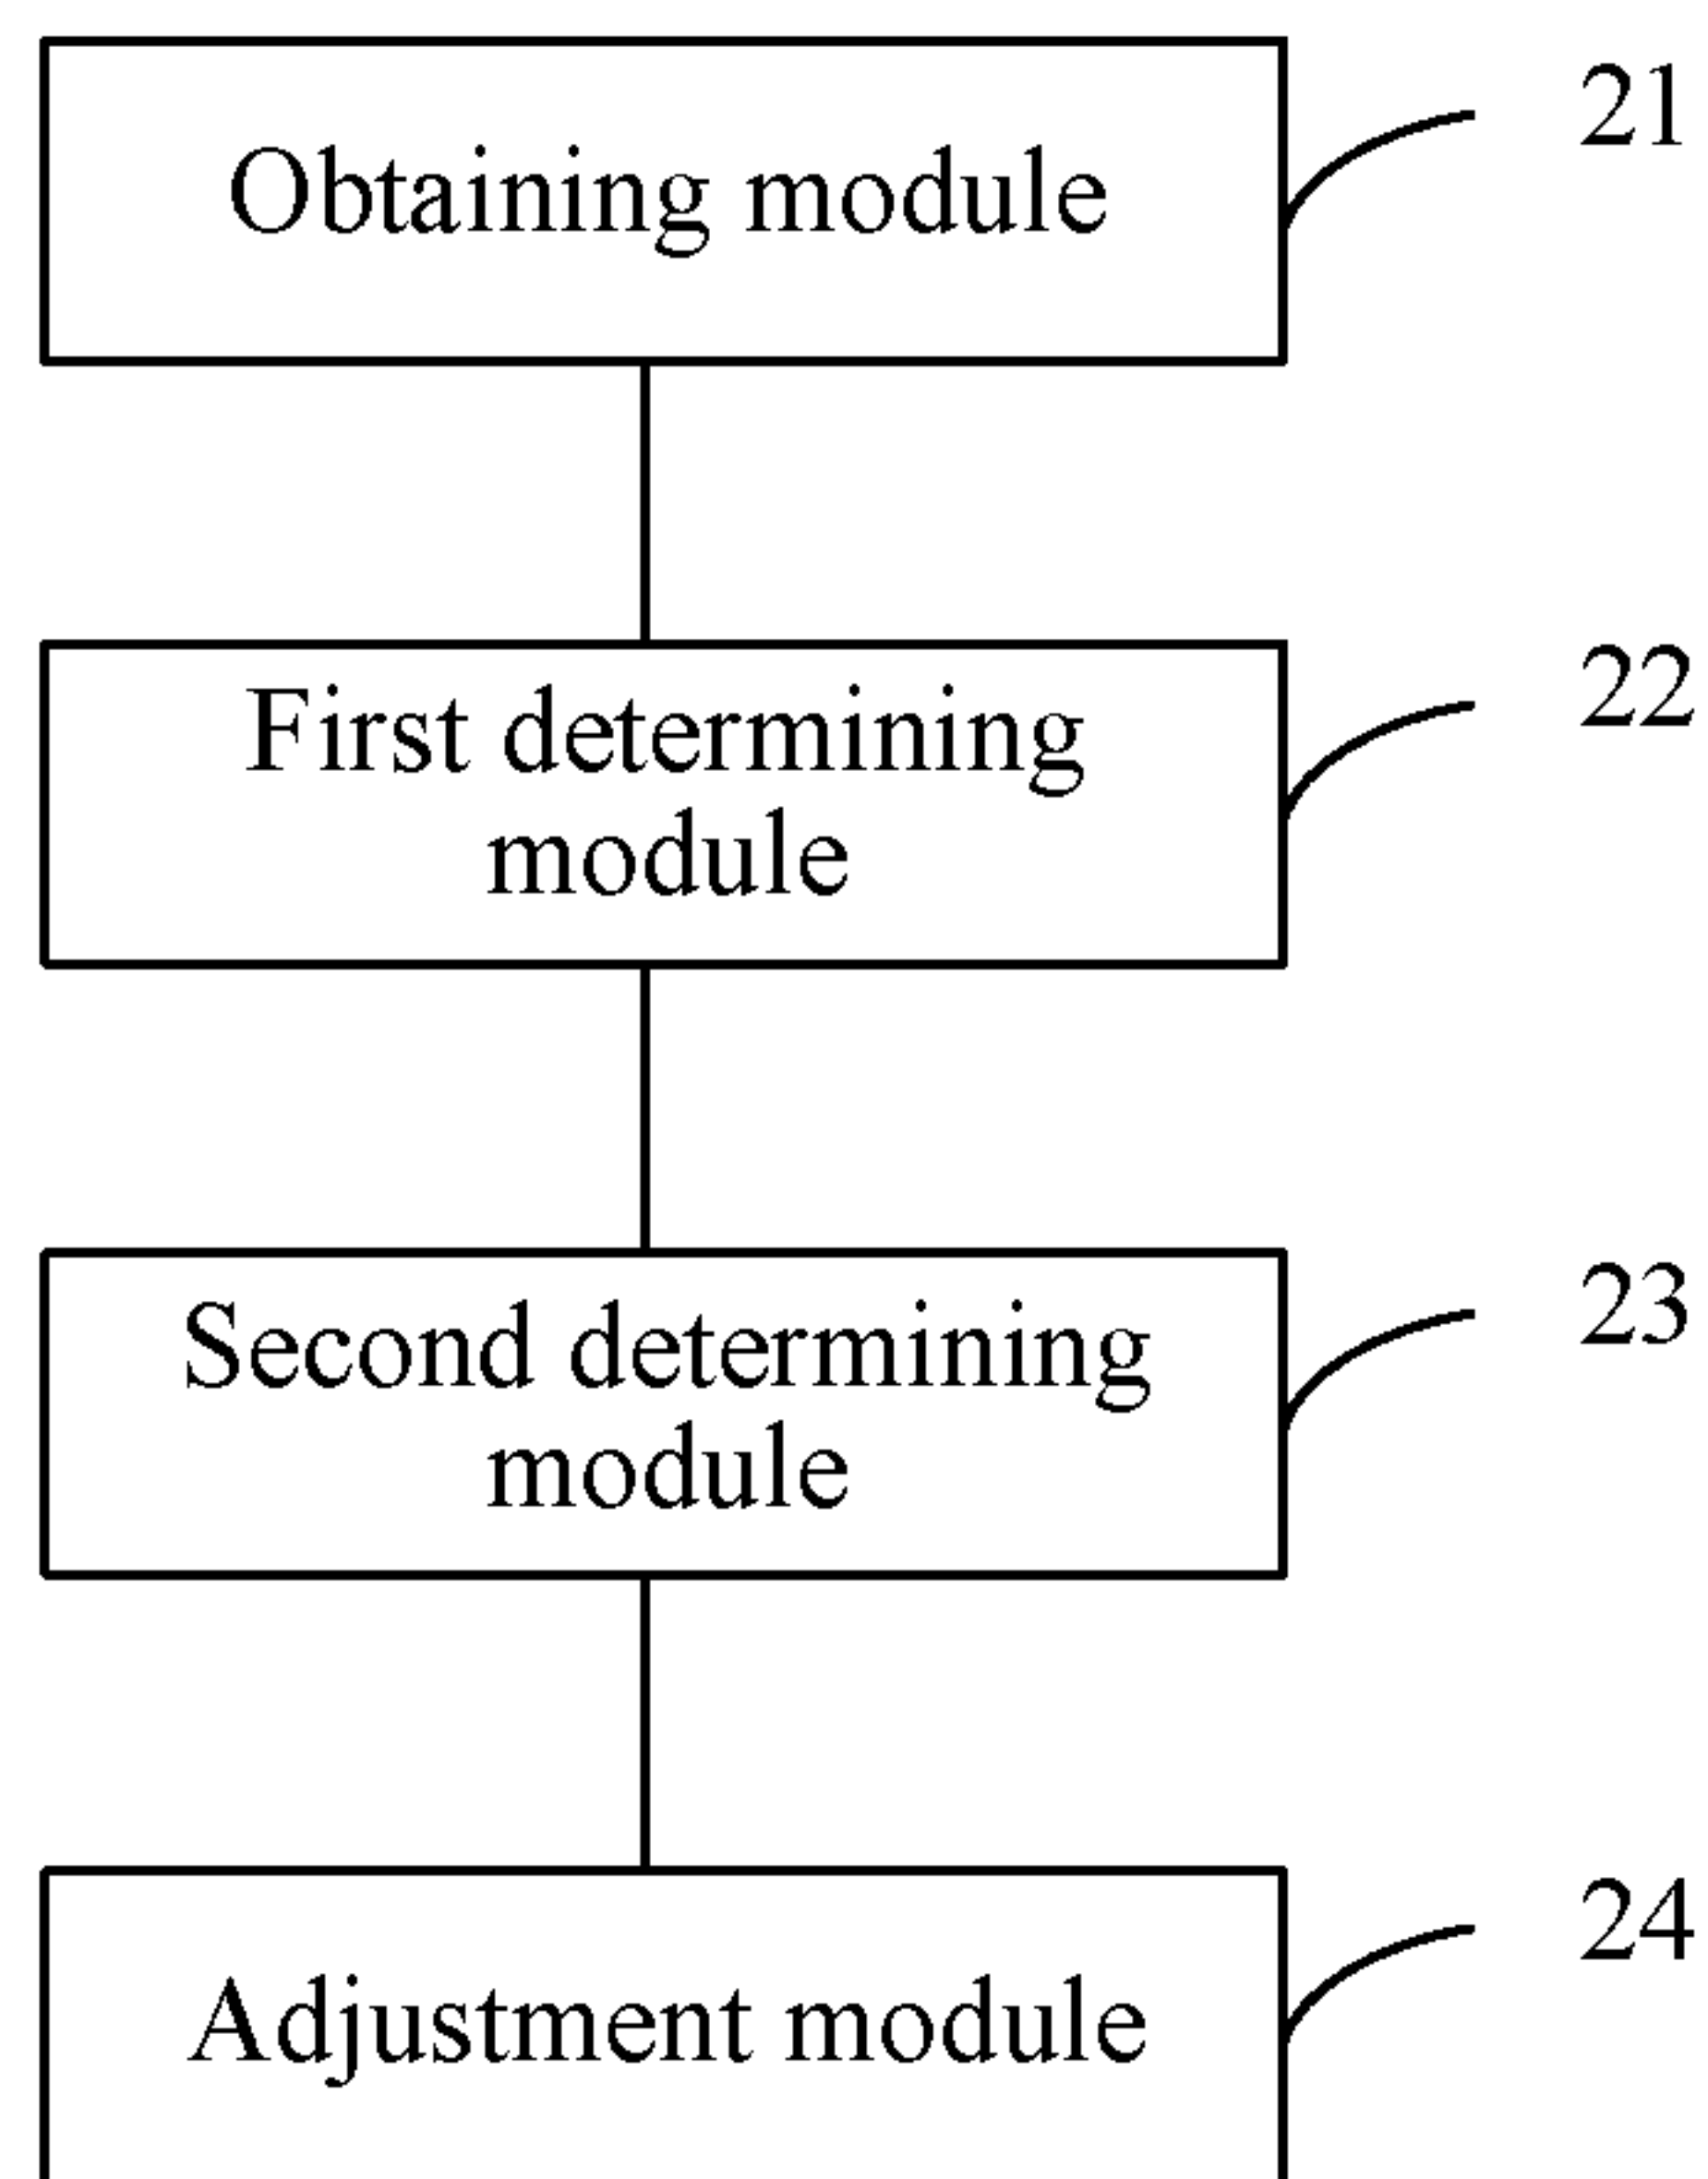 Obtaining module
21
First determining
module
22
Second determining
module
23
Adjustment module
24